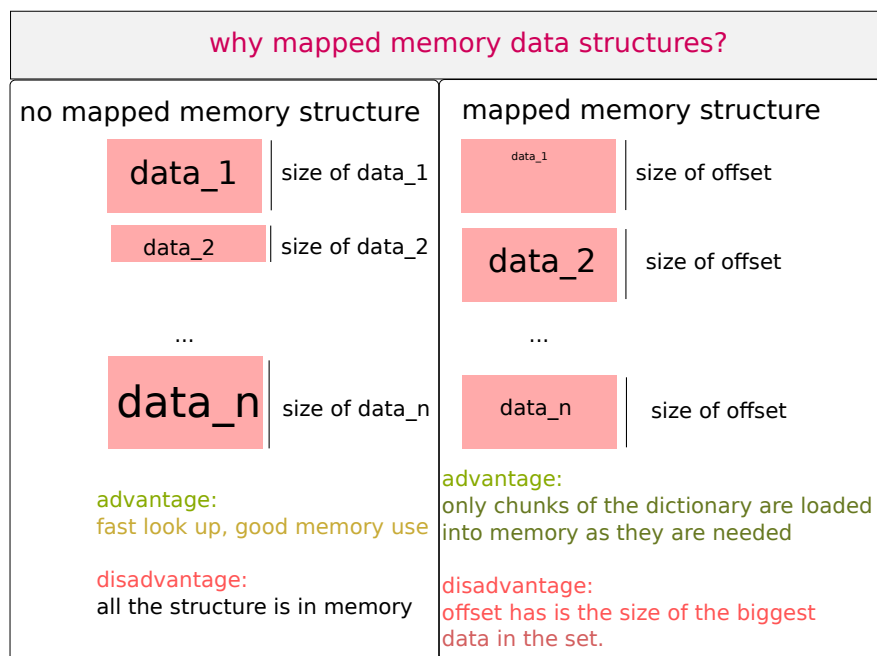 why mapped memory data structures?
no mapped memory structure
data_1
size of data_1
data_2
size of data_2
...
data_n
size of data_n
advantage:
fast look up, good memory use
disadvantage:
all the structure is in memory
mapped memory structure
data_1
size of offset
data_2
size of offset
...
data_n
size of offset
advantage:
only chunks of the dictionary are loaded
into memory as they are needed
disadvantage:
offset has is the size of the biggest
data in the set.